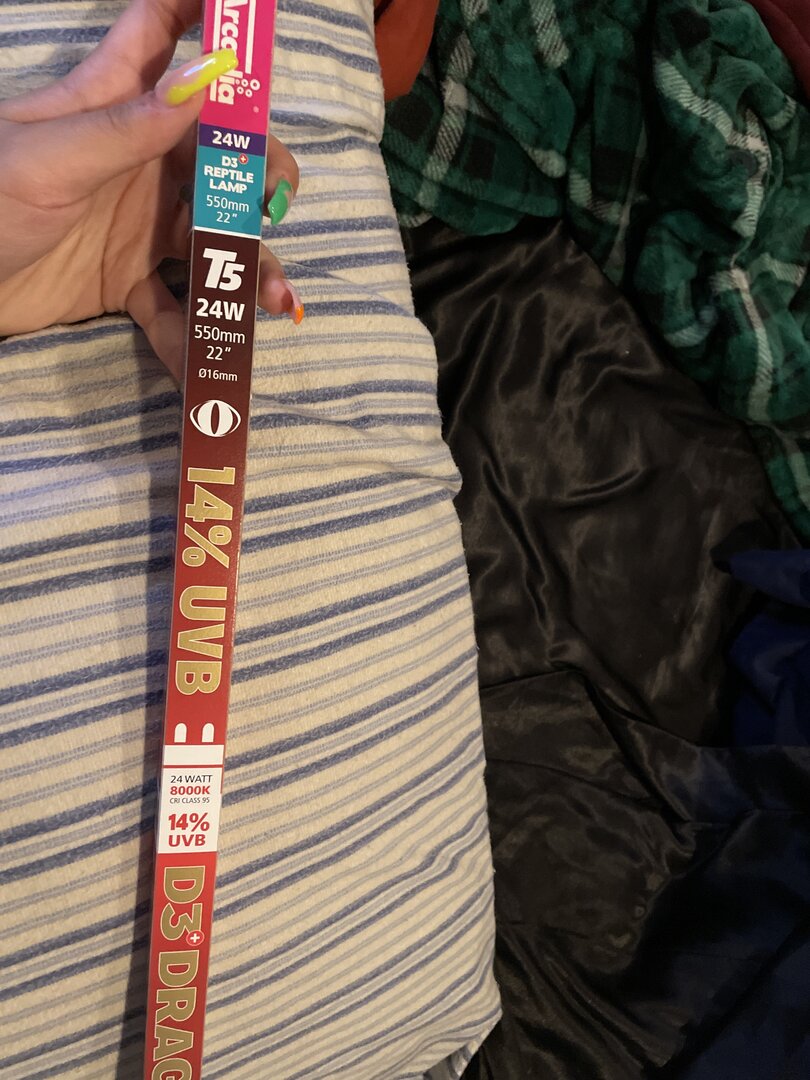 Arcadia
24W
D3+
REPTILE
LAMP
550mm
22"
T5
24W
550mm
22"
Ø16mm
14% UVB
24 WATT
8000K
CRI CLASS 95
14%
UVB
D3+ DRAG